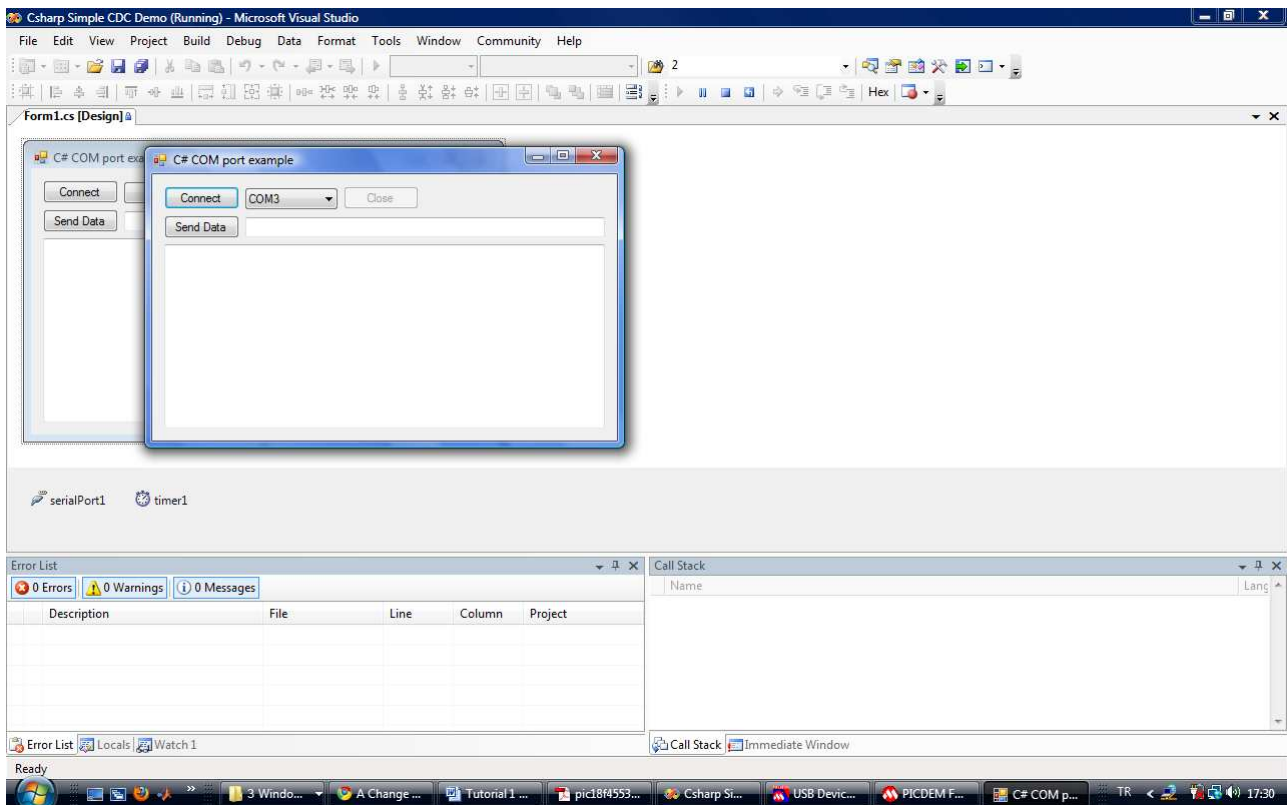 Csharp Simple CDC Demo (Running) - Microsoft Visual Studio
File Edit View Project Build Debug Data Format Tools Window Community Help
2
Hex
Form1.cs [Design]
C# COM port exa
Connect
Send Data
C# COM port example
Connect COM3 Close
Send Data
serialPort1 timer1
Error List
0 Errors 0 Warnings 0 Messages
Description File Line Column Project
Error List Locals Watch 1
Call Stack
Name Lang
Call Stack Immediate Window
Ready
3 Windo... A Change ... Tutorial 1 ... pic18f4553... Csharp Si... USB Devic... PICDEM F... C# COM p... TR 17:30